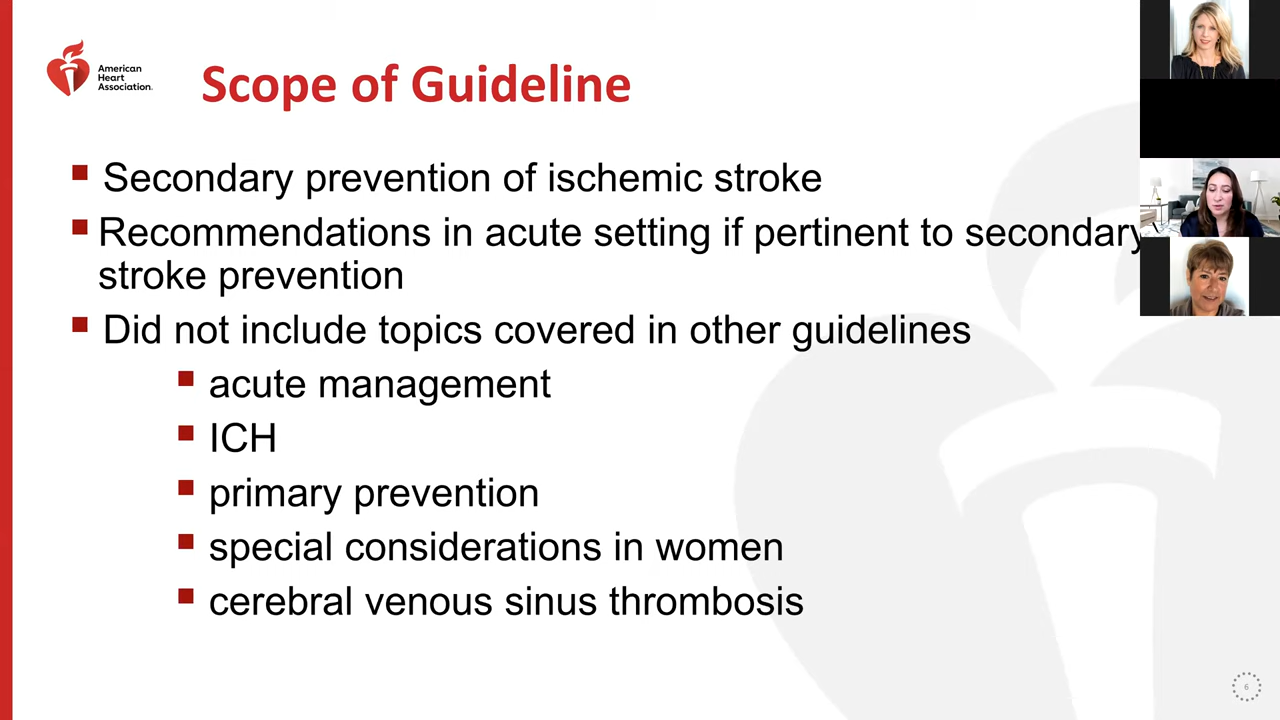 American
Heart
Association.
Scope of Guideline
Secondary prevention of ischemic stroke
Recommendations in acute setting if pertinent to secondary
stroke prevention
Did not include topics covered in other guidelines
acute management
ICH
primary prevention
special considerations in women
cerebral venous sinus thrombosis
6